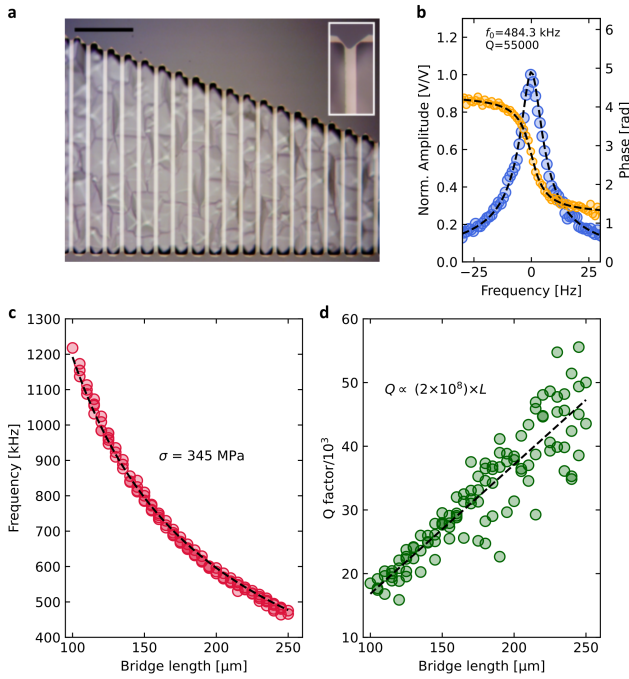 a
b
f₀=484.3 kHz
Q=55000
Norm. Amplitude [V/V]
0.0
0.2
0.4
0.6
0.8
1.0
1.2
Phase [rad]
0
1
2
3
4
5
6
−25
0
25
Frequency [Hz]
c
Frequency [kHz]
1300
1200
1100
1000
900
800
700
600
500
400
σ = 345 MPa
100
150
200
250
Bridge length [μm]
d
Q factor/10³
60
50
40
30
20
10
Q ∝ (2×10⁸)×L
100
150
200
250
Bridge length [μm]